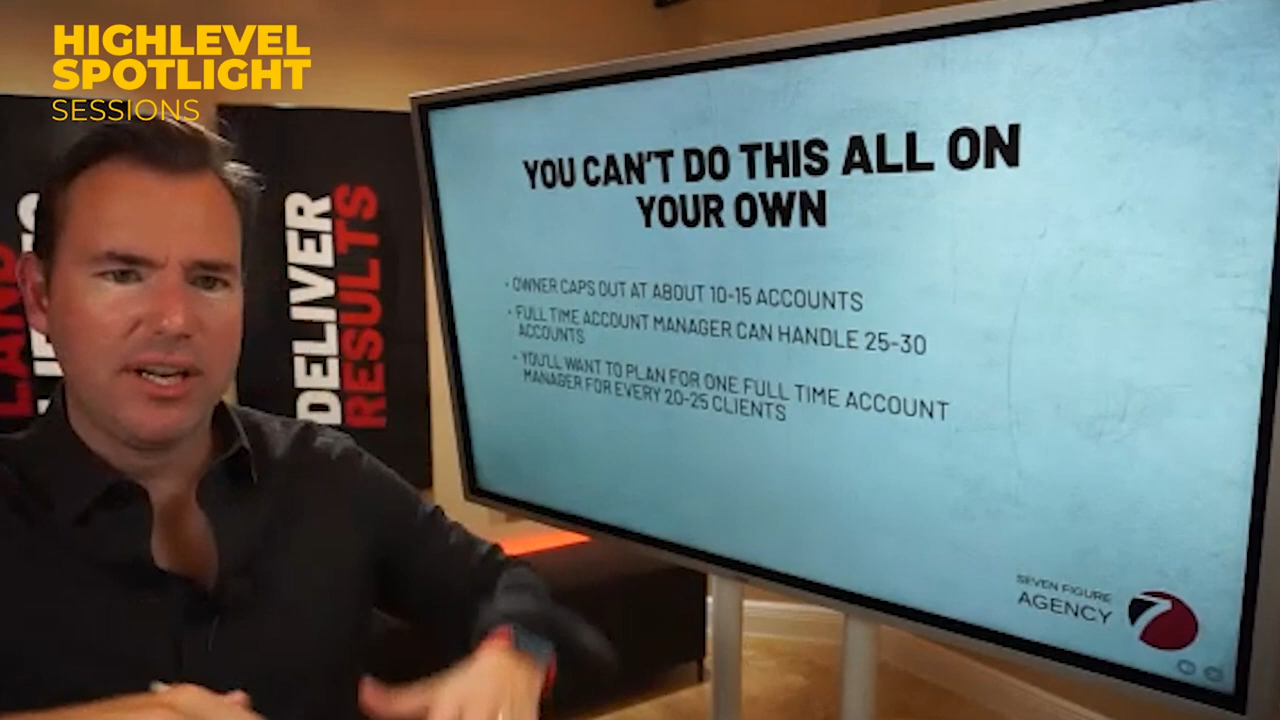 HIGHLEVEL
SPOTLIGHT
SESSIONS
LAND
DELIVER
RESULTS
YOU CAN'T DO THIS ALL ON
YOUR OWN
• OWNER CAPS OUT AT ABOUT 10-15 ACCOUNTS
• FULL TIME ACCOUNT MANAGER CAN HANDLE 25-30
ACCOUNTS
• YOU'LL WANT TO PLAN FOR ONE FULL TIME ACCOUNT
MANAGER FOR EVERY 20-25 CLIENTS
SEVEN FIGURE
AGENCY
7